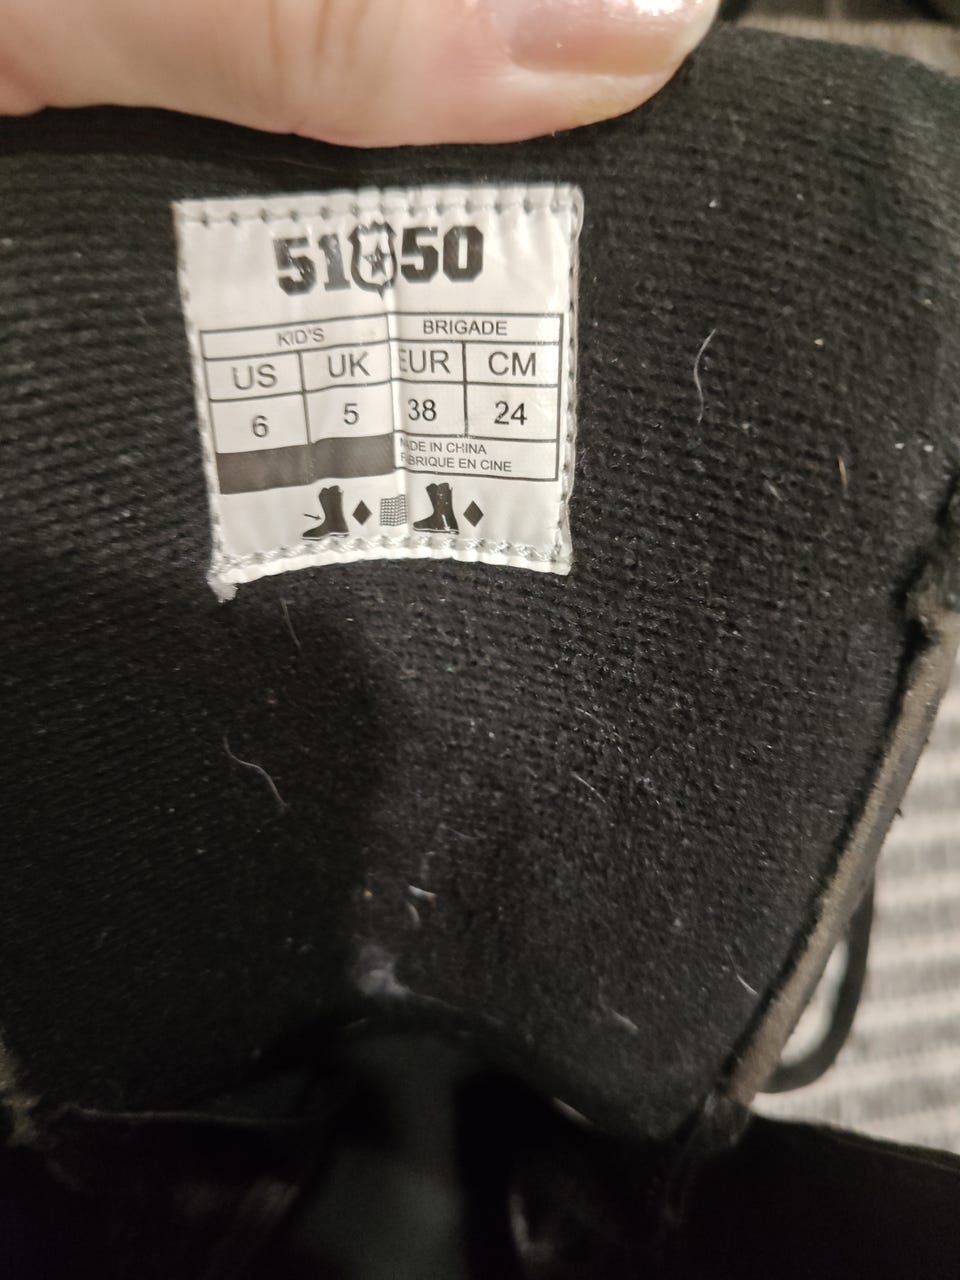 51 50
KID'S BRIGADE
US UK EUR CM
6 5 38 24
MADE IN CHINA
FABRIQUE EN CINE